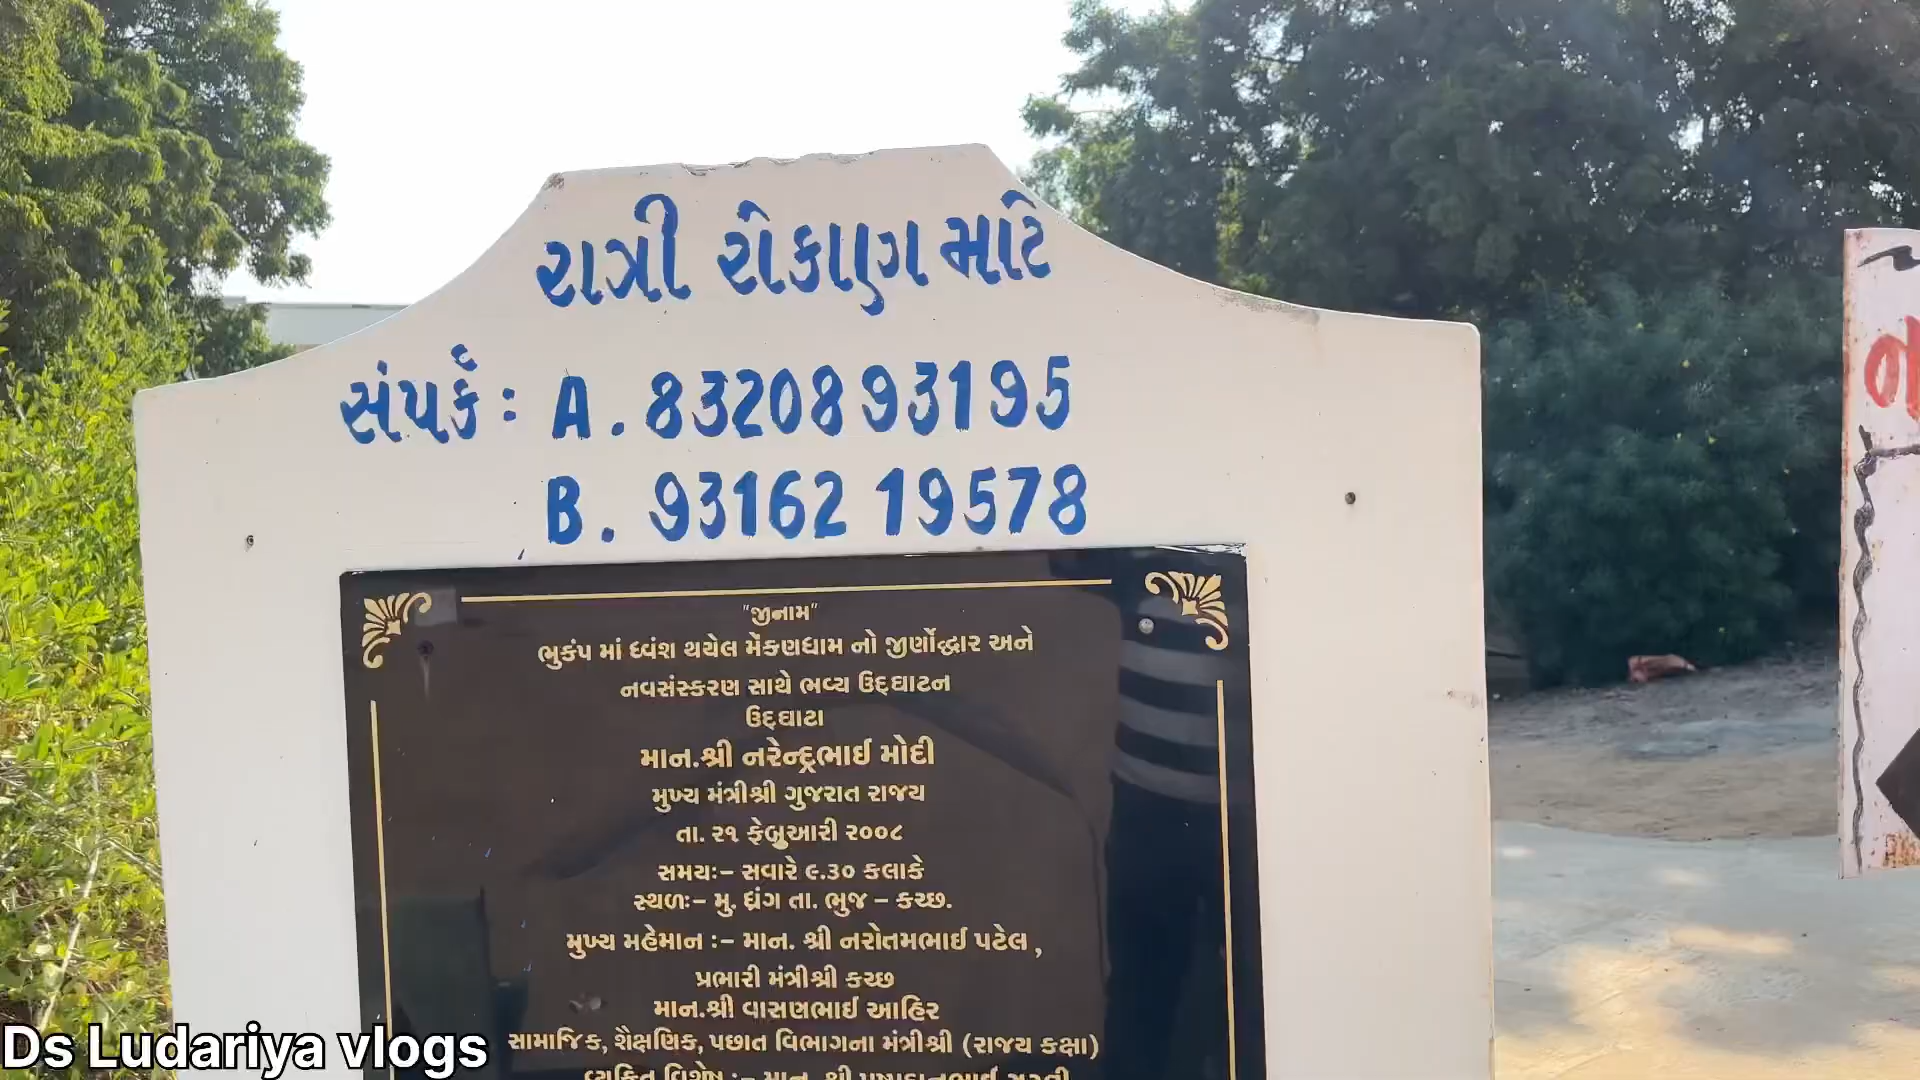 રાત્રી રોકાણ માટે
સંપર્ક : A . 8320893195
B . 93162 19578
"જીનામ"
ભુકંપ માં ધ્વંશ થયેલ મેંકણધામ નો જીર્ણોદ્ધાર અને
નવસંસ્કરણ સાથે ભવ્ય ઉદ્ઘાટન
ઉદ્ઘાટા
માન.શ્રી નરેન્દ્રભાઈ મોદી
મુખ્ય મંત્રીશ્રી ગુજરાત રાજય
તા. ૨૧ ફેબ્રુઆરી ૨૦૦૮
સમયઃ– સવારે ૯.૩૦ કલાકે
સ્થળઃ– મુ. ધ્રંગ તા. ભુજ – કચ્છ.
મુખ્ય મહેમાન :– માન. શ્રી નરોતમભાઈ પટેલ ,
પ્રભારી મંત્રીશ્રી કચ્છ
માન.શ્રી વાસણભાઈ આહિર
સામાજિક, શૈક્ષણિક, પછાત વિભાગના મંત્રીશ્રી (રાજય કક્ષા)
Ds Ludariya vlogs